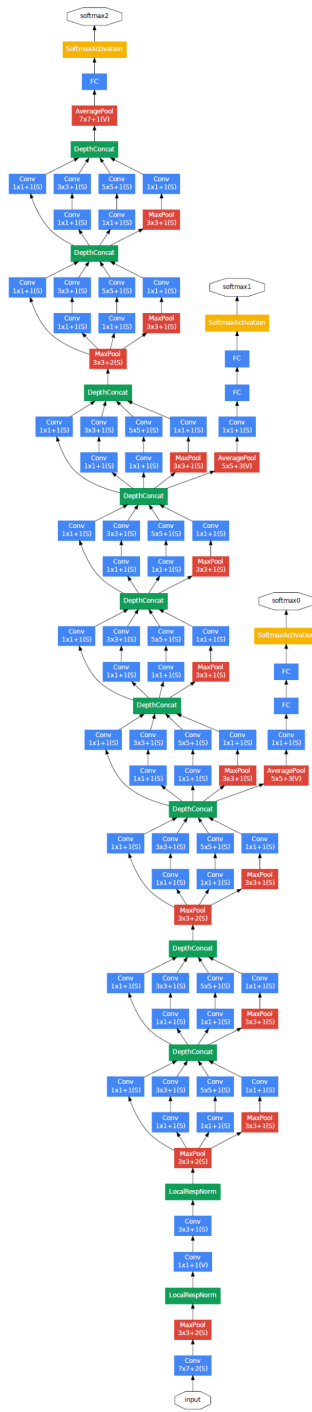 softmax2
SoftmaxActivation
FC
AveragePool
7x7+1(V)
DepthConcat
Conv Conv Conv Conv
1x1+1(S) 3x3+1(S) 5x5+1(S) 1x1+1(S)
Conv Conv MaxPool
1x1+1(S) 1x1+1(S) 3x3+1(S)
DepthConcat
Conv Conv Conv Conv
1x1+1(S) 3x3+1(S) 5x5+1(S) 1x1+1(S)
softmax1
Conv Conv MaxPool
1x1+1(S) 1x1+1(S) 3x3+1(S)
SoftmaxActivation
MaxPool
3x3+2(S)
FC
DepthConcat
FC
Conv Conv Conv Conv Conv
1x1+1(S) 3x3+1(S) 5x5+1(S) 1x1+1(S) 1x1+1(S)
Conv Conv MaxPool AveragePool
1x1+1(S) 1x1+1(S) 3x3+1(S) 5x5+3(V)
DepthConcat
Conv Conv Conv Conv
1x1+1(S) 3x3+1(S) 5x5+1(S) 1x1+1(S)
Conv Conv MaxPool
1x1+1(S) 1x1+1(S) 3x3+1(S)
DepthConcat
softmax0
Conv Conv Conv Conv
1x1+1(S) 3x3+1(S) 5x5+1(S) 1x1+1(S)
SoftmaxActivation
Conv Conv MaxPool
1x1+1(S) 1x1+1(S) 3x3+1(S)
FC
DepthConcat
FC
Conv Conv Conv Conv Conv
1x1+1(S) 3x3+1(S) 5x5+1(S) 1x1+1(S) 1x1+1(S)
Conv Conv MaxPool AveragePool
1x1+1(S) 1x1+1(S) 3x3+1(S) 5x5+3(V)
DepthConcat
Conv Conv Conv Conv
1x1+1(S) 3x3+1(S) 5x5+1(S) 1x1+1(S)
Conv Conv MaxPool
1x1+1(S) 1x1+1(S) 3x3+1(S)
MaxPool
3x3+2(S)
DepthConcat
Conv Conv Conv Conv
1x1+1(S) 3x3+1(S) 5x5+1(S) 1x1+1(S)
Conv Conv MaxPool
1x1+1(S) 1x1+1(S) 3x3+1(S)
DepthConcat
Conv Conv Conv Conv
1x1+1(S) 3x3+1(S) 5x5+1(S) 1x1+1(S)
Conv Conv MaxPool
1x1+1(S) 1x1+1(S) 3x3+1(S)
MaxPool
3x3+2(S)
LocalRespNorm
Conv
3x3+1(S)
Conv
1x1+1(V)
LocalRespNorm
MaxPool
3x3+2(S)
Conv
7x7+2(S)
input